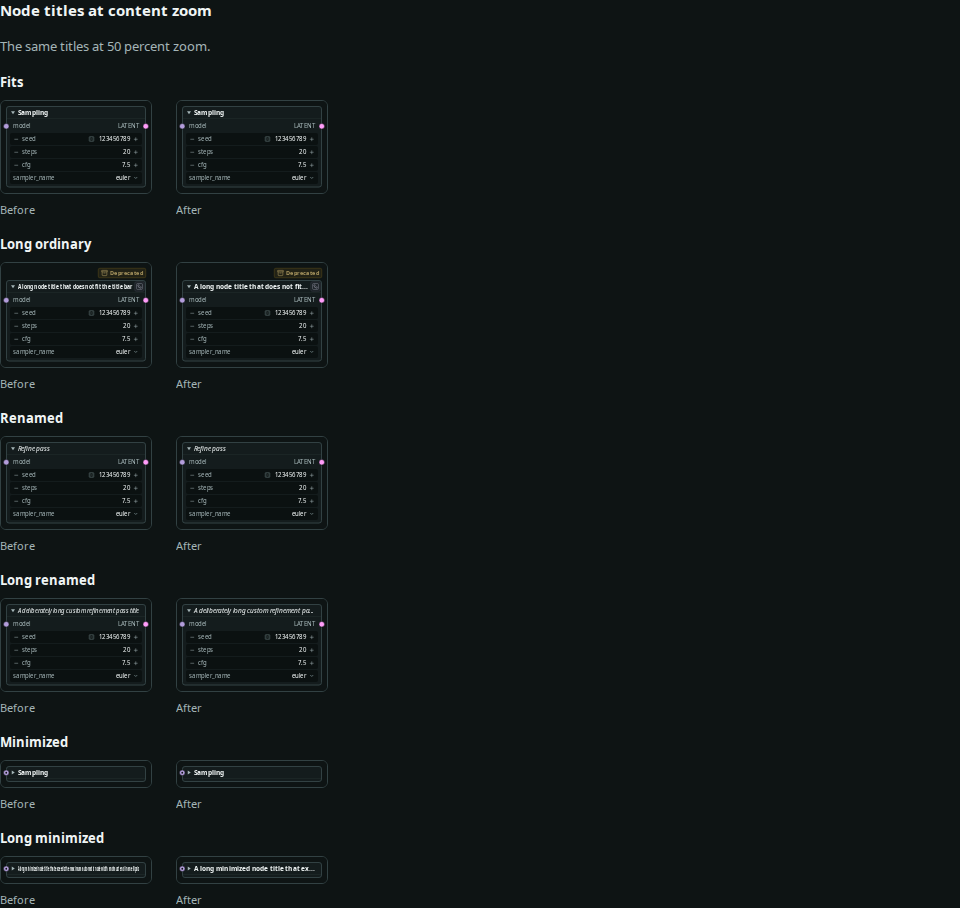 Node titles at content zoom
The same titles at 50 percent zoom.
Fits
Sampling
model LATENT
seed 123456789
steps 20
cfg 7.5
sampler_name euler
Before
Sampling
model LATENT
seed 123456789
steps 20
cfg 7.5
sampler_name euler
After
Long ordinary
Deprecated
A long node title that does not fit the title bar
model LATENT
seed 123456789
steps 20
cfg 7.5
sampler_name euler
Before
Deprecated
A long node title that does not fit...
model LATENT
seed 123456789
steps 20
cfg 7.5
sampler_name euler
After
Renamed
Refine pass
model LATENT
seed 123456789
steps 20
cfg 7.5
sampler_name euler
Before
Refine pass
model LATENT
seed 123456789
steps 20
cfg 7.5
sampler_name euler
After
Long renamed
A deliberately long custom refinement pass title
model LATENT
seed 123456789
steps 20
cfg 7.5
sampler_name euler
Before
A deliberately long custom refinement pa...
model LATENT
seed 123456789
steps 20
cfg 7.5
sampler_name euler
After
Minimized
Sampling
Before
Sampling
After
Long minimized
Before
A long minimized node title that ex...
After